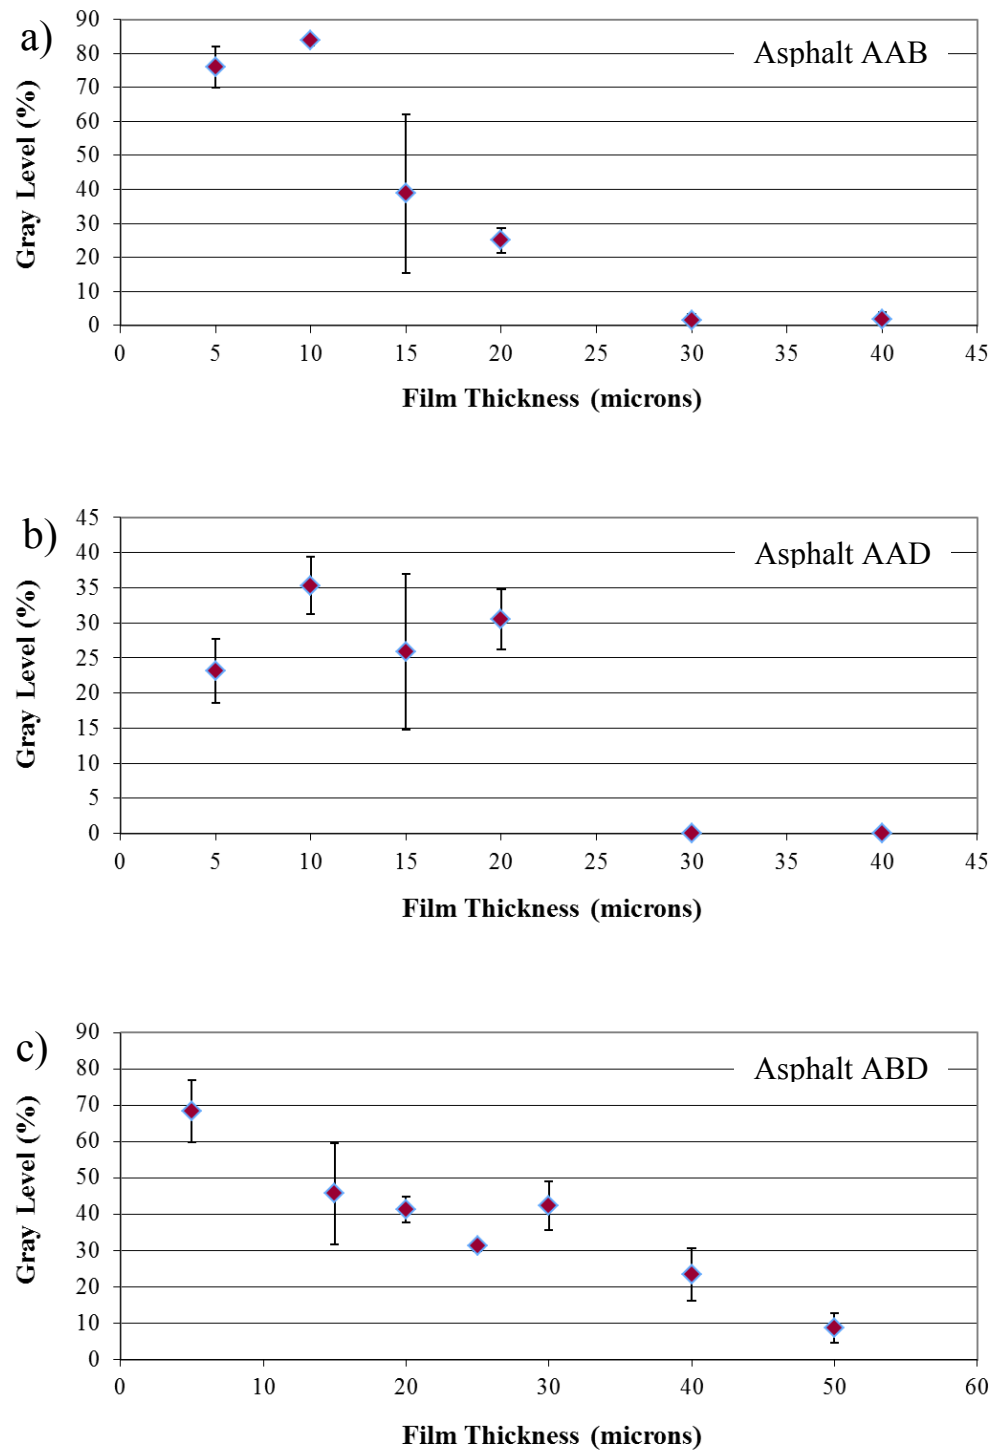 a)
Asphalt AAB
Gray Level (%)
90
80
70
60
50
40
30
20
10
0
0 5 10 15 20 25 30 35 40 45
Film Thickness (microns)
b)
Asphalt AAD
Gray Level (%)
45
40
35
30
25
20
15
10
5
0
0 5 10 15 20 25 30 35 40 45
Film Thickness (microns)
c)
Asphalt ABD
Gray Level (%)
90
80
70
60
50
40
30
20
10
0
0 10 20 30 40 50 60
Film Thickness (microns)